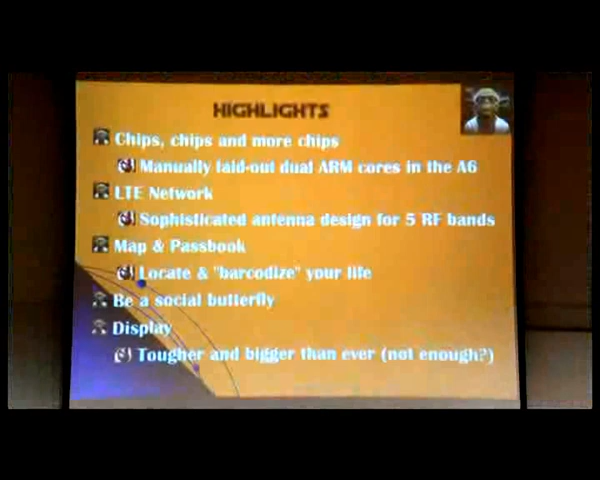 HIGHLIGHTS
Chips, chips and more chips
Manually laid-out dual ARM cores in the A6
LTE Network
Sophisticated antenna design for 5 RF bands
Map & Passbook
Locate & "barcodize" your life
Be a social butterfly
Display
Tougher and bigger than ever (not enough?)